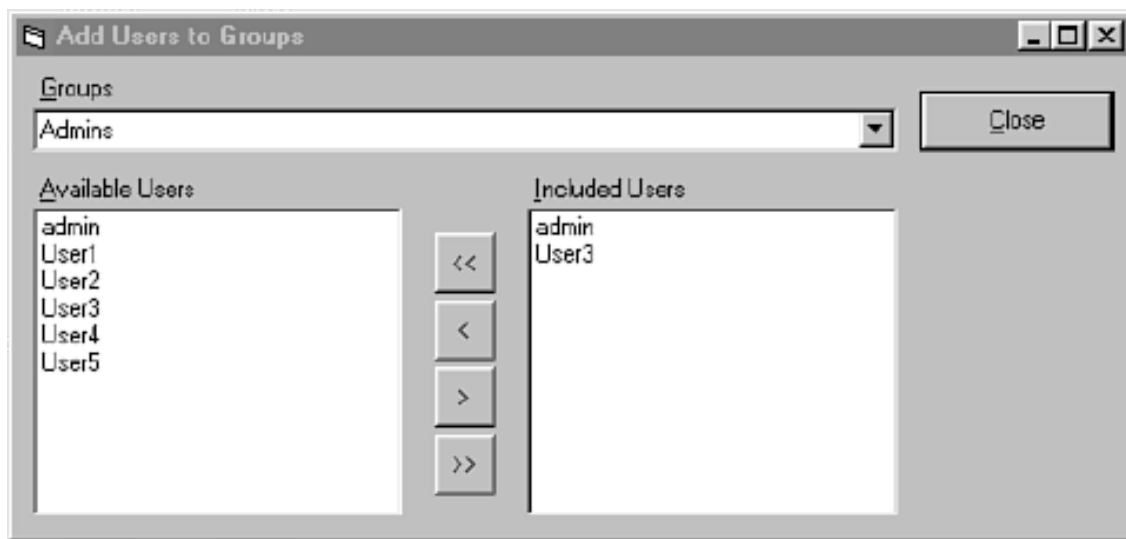 Add Users to Groups
Groups
Admins
Close
Available Users
Included Users
admin
User1
User2
User3
User4
User5
<<
<
>
>>
admin
User3